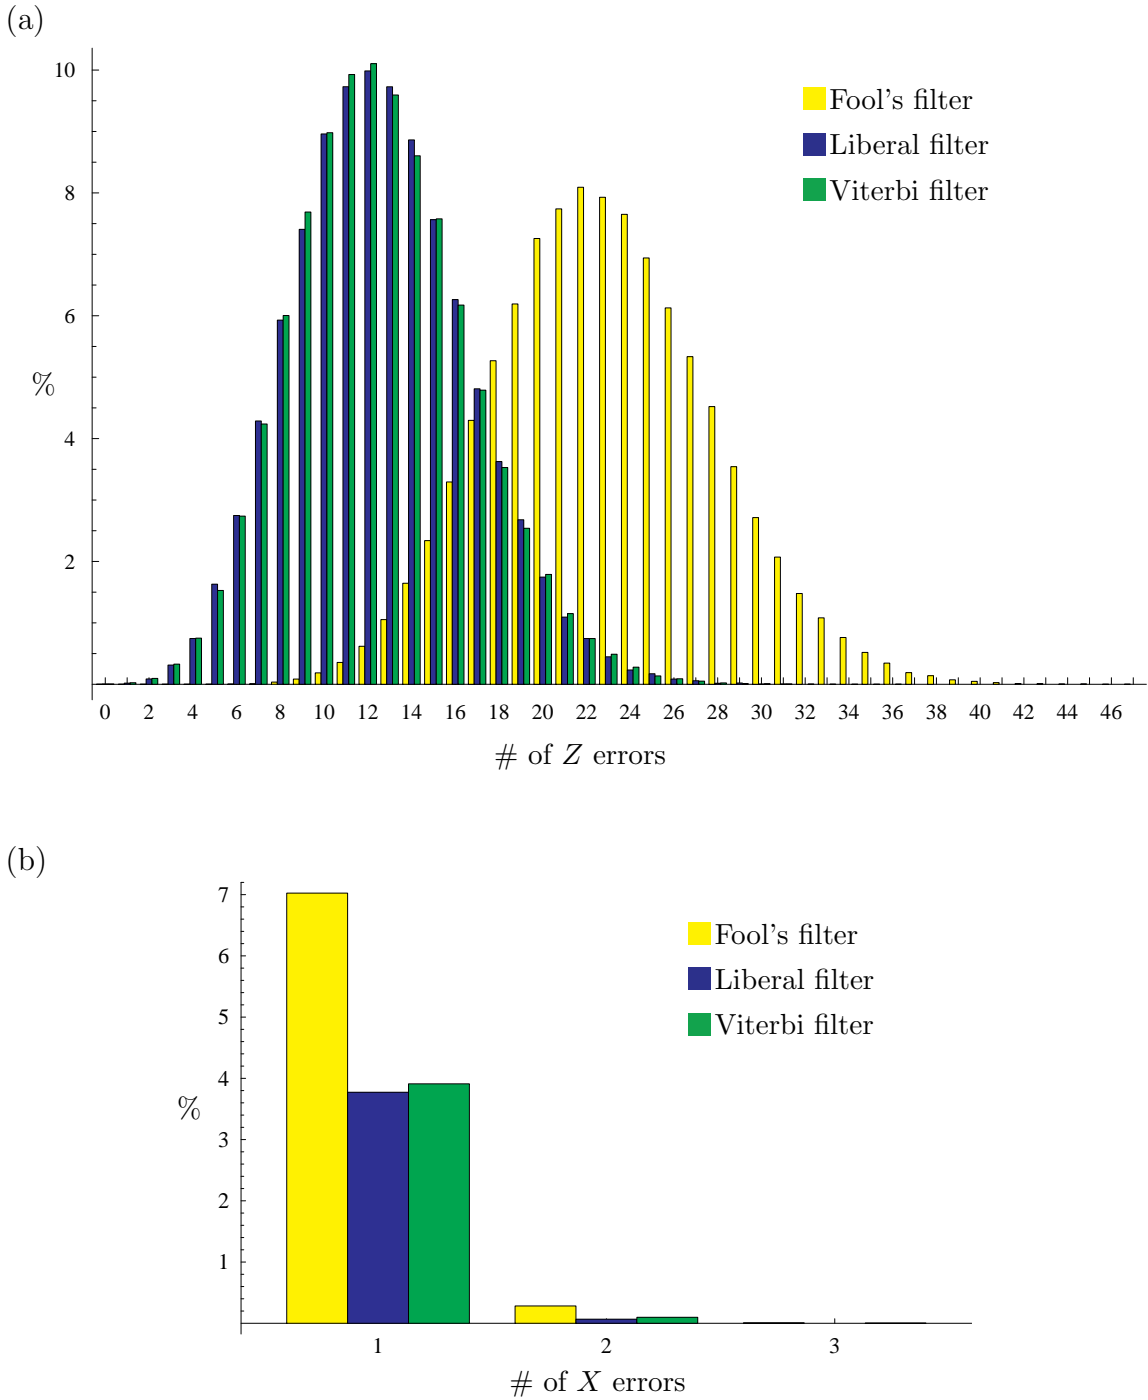 (a)
10
8
6
4
2
%
Fool's filter
Liberal filter
Viterbi filter
0 2 4 6 8 10 12 14 16 18 20 22 24 26 28 30 32 34 36 38 40 42 44 46
# of Z errors
(b)
7
6
5
4
3
2
1
%
Fool's filter
Liberal filter
Viterbi filter
1 2 3
# of X errors